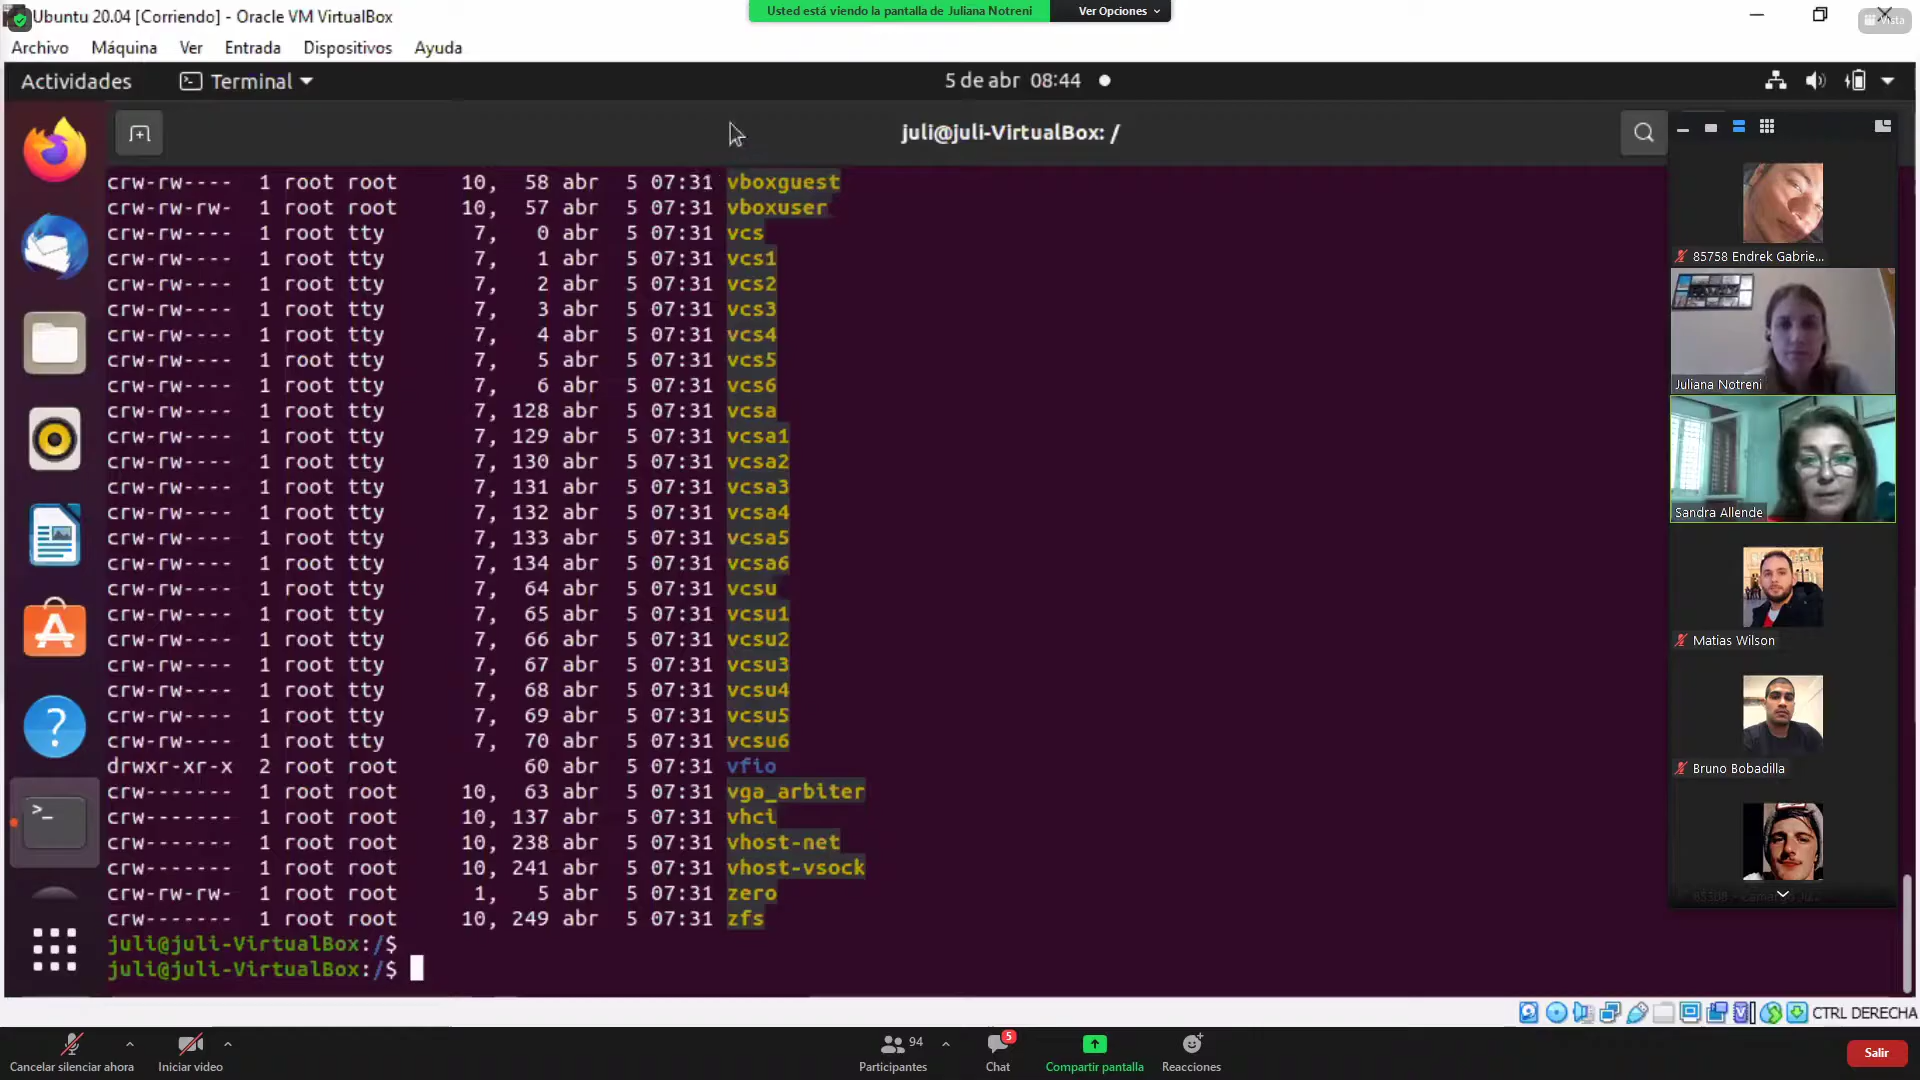 Ubuntu 20.04 [Corriendo] - Oracle VM VirtualBox
Usted está viendo la pantalla de Juliana Notreni
Ver Opciones
Vista
Archivo Máquina Ver Entrada Dispositivos Ayuda
Actividades
Terminal
5 de abr 08:44
juli@juli-VirtualBox: /
crw-rw---- 1 root root 10, 58 abr 5 07:31 vboxguest
crw-rw-rw- 1 root root 10, 57 abr 5 07:31 vboxuser
crw-rw---- 1 root tty 7, 0 abr 5 07:31 vcs
crw-rw---- 1 root tty 7, 1 abr 5 07:31 vcs1
crw-rw---- 1 root tty 7, 2 abr 5 07:31 vcs2
crw-rw---- 1 root tty 7, 3 abr 5 07:31 vcs3
crw-rw---- 1 root tty 7, 4 abr 5 07:31 vcs4
crw-rw---- 1 root tty 7, 5 abr 5 07:31 vcs5
crw-rw---- 1 root tty 7, 6 abr 5 07:31 vcs6
crw-rw---- 1 root tty 7, 128 abr 5 07:31 vcsa
crw-rw---- 1 root tty 7, 129 abr 5 07:31 vcsa1
crw-rw---- 1 root tty 7, 130 abr 5 07:31 vcsa2
crw-rw---- 1 root tty 7, 131 abr 5 07:31 vcsa3
crw-rw---- 1 root tty 7, 132 abr 5 07:31 vcsa4
crw-rw---- 1 root tty 7, 133 abr 5 07:31 vcsa5
crw-rw---- 1 root tty 7, 134 abr 5 07:31 vcsa6
crw-rw---- 1 root tty 7, 64 abr 5 07:31 vcsu
crw-rw---- 1 root tty 7, 65 abr 5 07:31 vcsu1
crw-rw---- 1 root tty 7, 66 abr 5 07:31 vcsu2
crw-rw---- 1 root tty 7, 67 abr 5 07:31 vcsu3
crw-rw---- 1 root tty 7, 68 abr 5 07:31 vcsu4
crw-rw---- 1 root tty 7, 69 abr 5 07:31 vcsu5
crw-rw---- 1 root tty 7, 70 abr 5 07:31 vcsu6
drwxr-xr-x 2 root root 60 abr 5 07:31 vfio
crw------- 1 root root 10, 63 abr 5 07:31 vga_arbiter
crw------- 1 root root 10, 137 abr 5 07:31 vhci
crw------- 1 root root 10, 238 abr 5 07:31 vhost-net
crw------- 1 root root 10, 241 abr 5 07:31 vhost-vsock
crw-rw-rw- 1 root root 1, 5 abr 5 07:31 zero
crw------- 1 root root 10, 249 abr 5 07:31 zfs
juli@juli-VirtualBox:/$
juli@juli-VirtualBox:/$
85758 Endrek Gabrie...
Juliana Notreni
Sandra Allende
Matias Wilson
Bruno Bobadilla
CTRL DERECHA
Cancelar silenciar ahora
Iniciar video
94
Participantes
5
Chat
Compartir pantalla
Reacciones
Salir